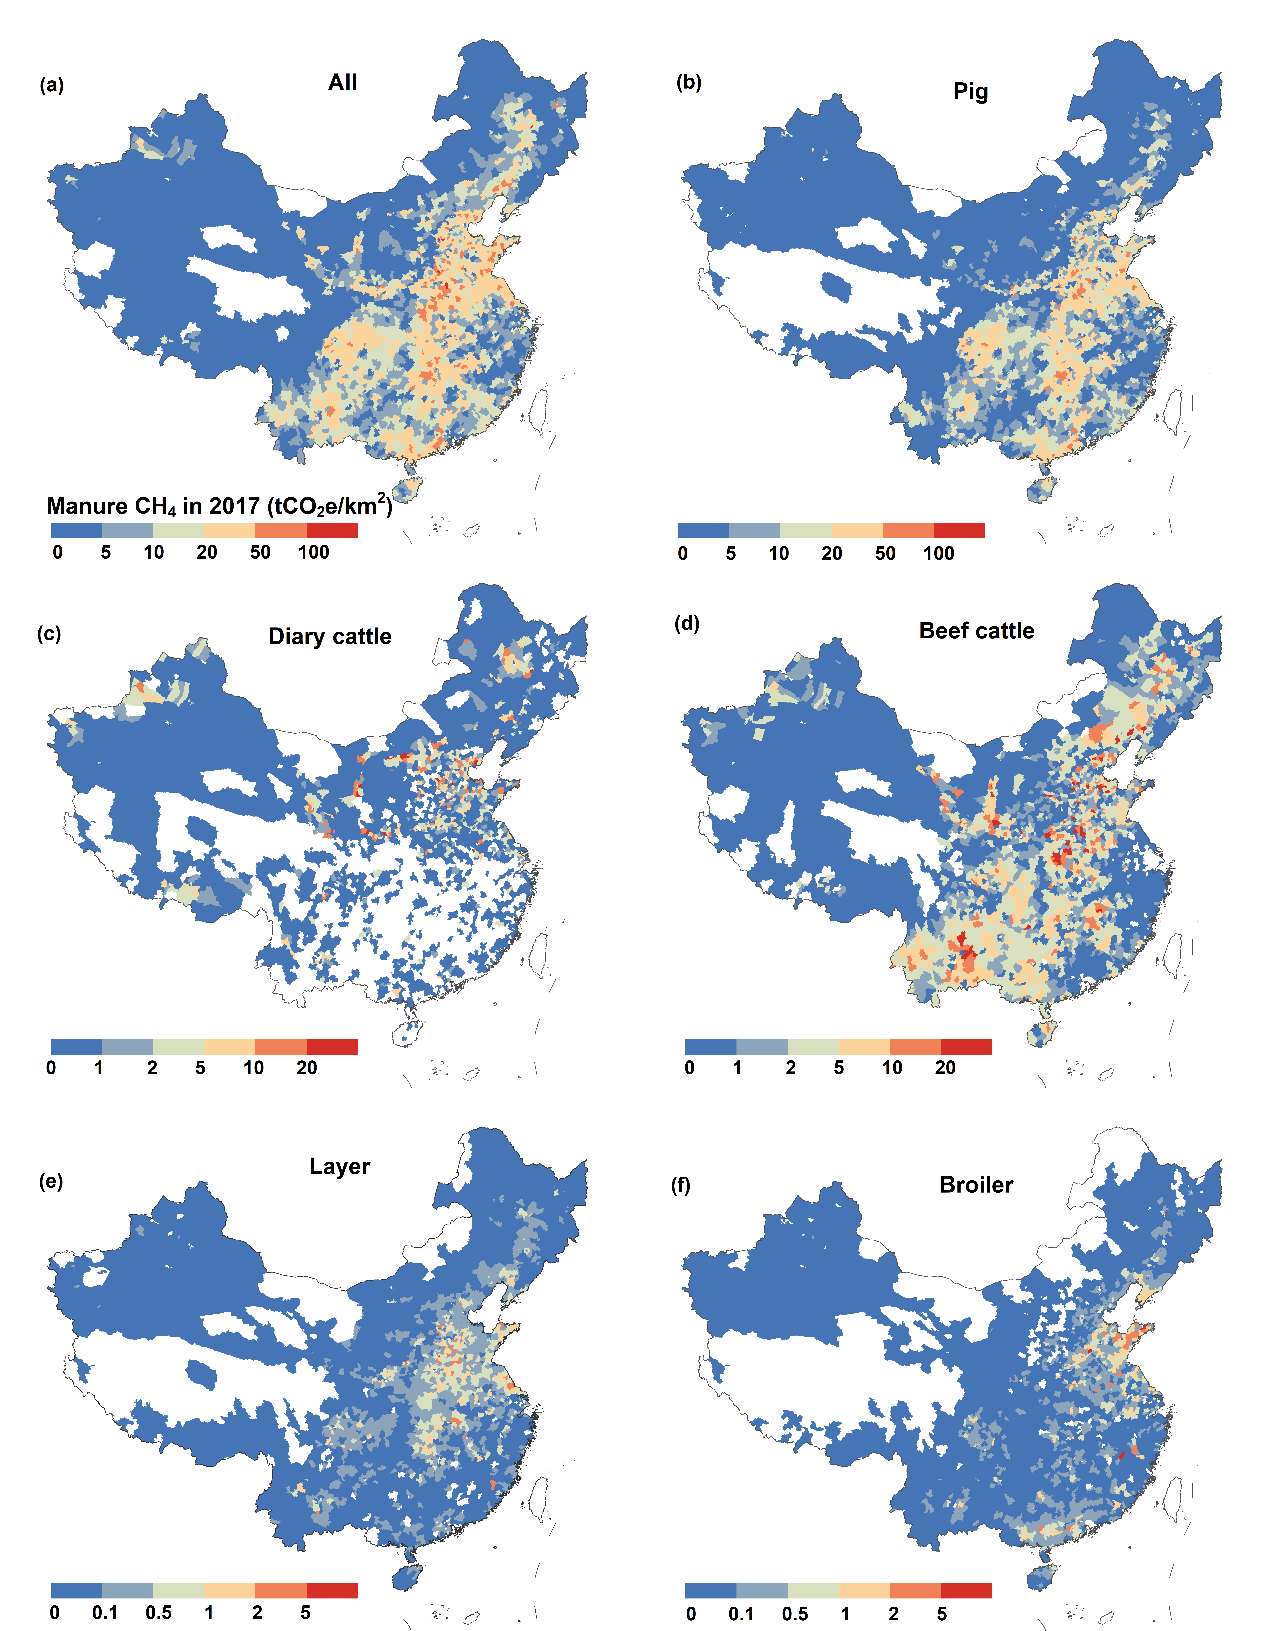 (a)
All
(b)
Pig
Manure CH₄ in 2017 (tCO₂e/km²)
0 5 10 20 50 100
0 5 10 20 50 100
(c)
Diary cattle
(d)
Beef cattle
0 1 2 5 10 20
0 1 2 5 10 20
(e)
Layer
(f)
Broiler
0 0.1 0.5 1 2 5
0 0.1 0.5 1 2 5